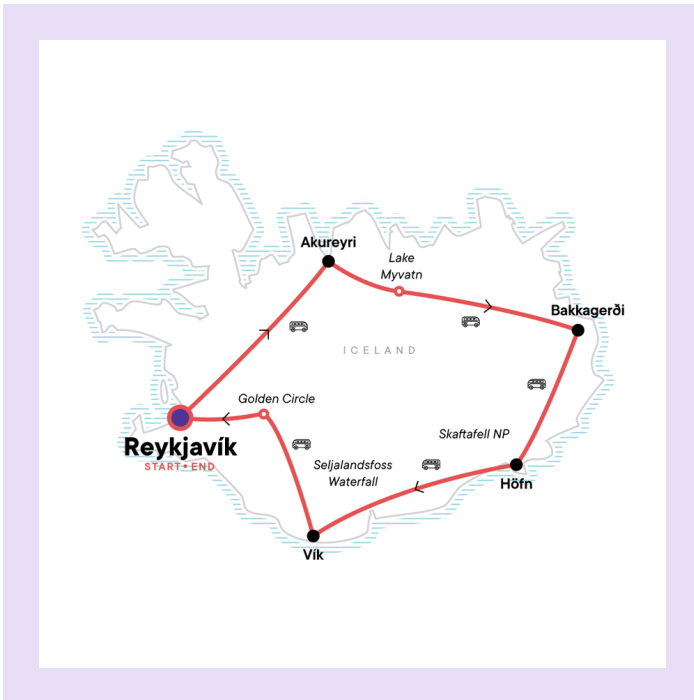 Akureyri
Lake
Myvatn
Bakkagerði
ICELAND
Golden Circle
Reykjavík
START • END
Skaftafell NP
Seljalandsfoss
Waterfall
Höfn
Vík